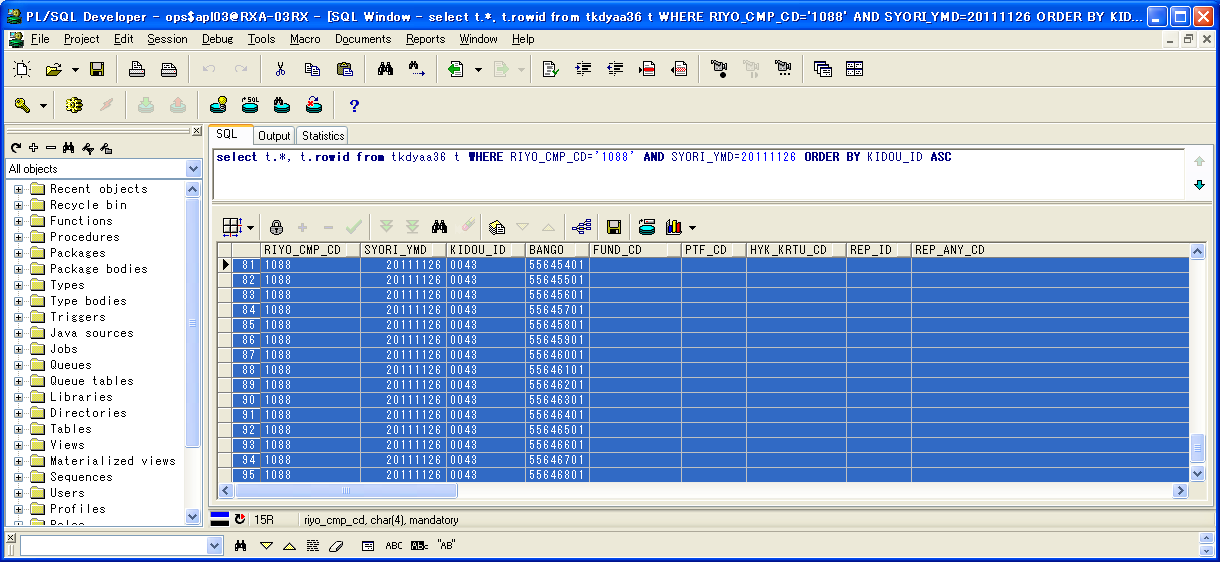 PL/SQL Developer - ops$apl03@RXA-03RX - [SQL Window - select t.*, t.rowid from tkdyaa36 t WHERE RIYO_CMP_CD='1088' AND SYORI_YMD=20111126 ORDER BY KID...
File Project Edit Session Debug Tools Macro Documents Reports Window Help
SQL Output Statistics
select t.*, t.rowid from tkdyaa36 t WHERE RIYO_CMP_CD='1088' AND SYORI_YMD=20111126 ORDER BY KIDOU_ID ASC
All objects
Recent objects
Recycle bin
Functions
Procedures
Packages
Package bodies
Types
Type bodies
Triggers
Java sources
Jobs
Queues
Queue tables
Libraries
Directories
Tables
Views
Materialized views
Sequences
Users
Profiles
Roles
RIYO_CMP_CD SYORI_YMD KIDOU_ID BANGO FUND_CD PTF_CD HYK_KRTU_CD REP_ID REP_ANY_CD
81 1088 20111126 0043 55645401
82 1088 20111126 0043 55645501
83 1088 20111126 0043 55645601
84 1088 20111126 0043 55645701
85 1088 20111126 0043 55645801
86 1088 20111126 0043 55645901
87 1088 20111126 0043 55646001
88 1088 20111126 0043 55646101
89 1088 20111126 0043 55646201
90 1088 20111126 0043 55646301
91 1088 20111126 0043 55646401
92 1088 20111126 0043 55646501
93 1088 20111126 0043 55646601
94 1088 20111126 0043 55646701
95 1088 20111126 0043 55646801
15R riyo_cmp_cd, char(4), mandatory
ABC ABc "AB"